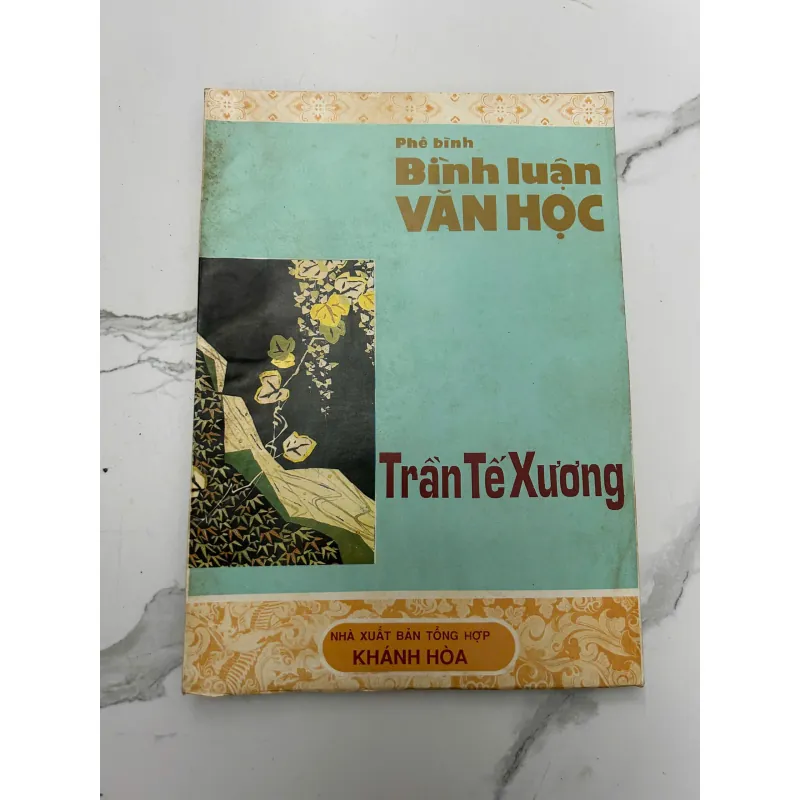 Phê bình
Bình luận
VĂN HỌC
Trần Tế Xương
NHÀ XUẤT BẢN TỔNG HỢP
KHÁNH HÒA